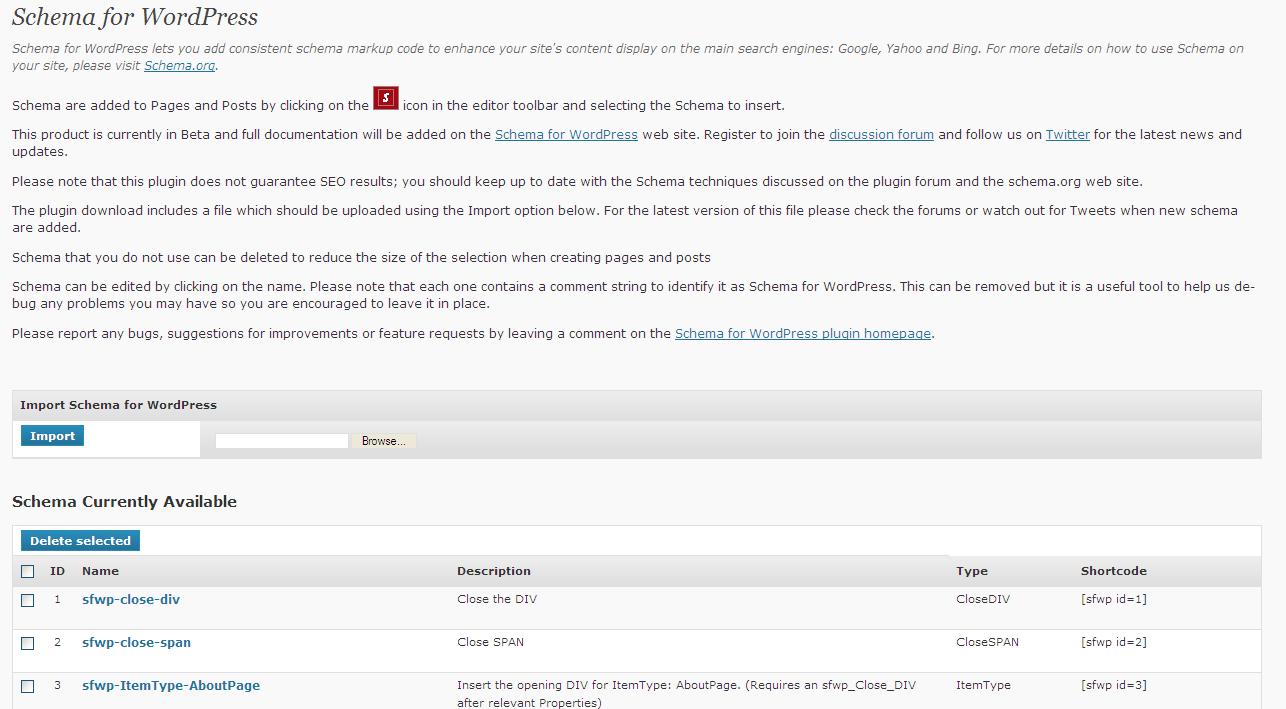 Schema for WordPress
Schema for WordPress lets you add consistent schema markup code to enhance your site's content display on the main search engines: Google, Yahoo and Bing. For more details on how to use Schema on
your site, please visit Schema.org.
Schema are added to Pages and Posts by clicking on the S icon in the editor toolbar and selecting the Schema to insert.
This product is currently in Beta and full documentation will be added on the Schema for WordPress web site. Register to join the discussion forum and follow us on Twitter for the latest news and
updates.
Please note that this plugin does not guarantee SEO results; you should keep up to date with the Schema techniques discussed on the plugin forum and the schema.org web site.
The plugin download includes a file which should be uploaded using the Import option below. For the latest version of this file please check the forums or watch out for Tweets when new schema
are added.
Schema that you do not use can be deleted to reduce the size of the selection when creating pages and posts
Schema can be edited by clicking on the name. Please note that each one contains a comment string to identify it as Schema for WordPress. This can be removed but it is a useful tool to help us de-
bug any problems you may have so you are encouraged to leave it in place.
Please report any bugs, suggestions for improvements or feature requests by leaving a comment on the Schema for WordPress plugin homepage.
Import Schema for WordPress
Import Browse...
Schema Currently Available
Delete selected
ID Name Description Type Shortcode
1 sfwp-close-div Close the DIV CloseDIV [sfwp id=1]
2 sfwp-close-span Close SPAN CloseSPAN [sfwp id=2]
3 sfwp-ItemType-AboutPage Insert the opening DIV for ItemType: AboutPage. (Requires an sfwp_Close_DIV ItemType [sfwp id=3]
after relevant Properties)